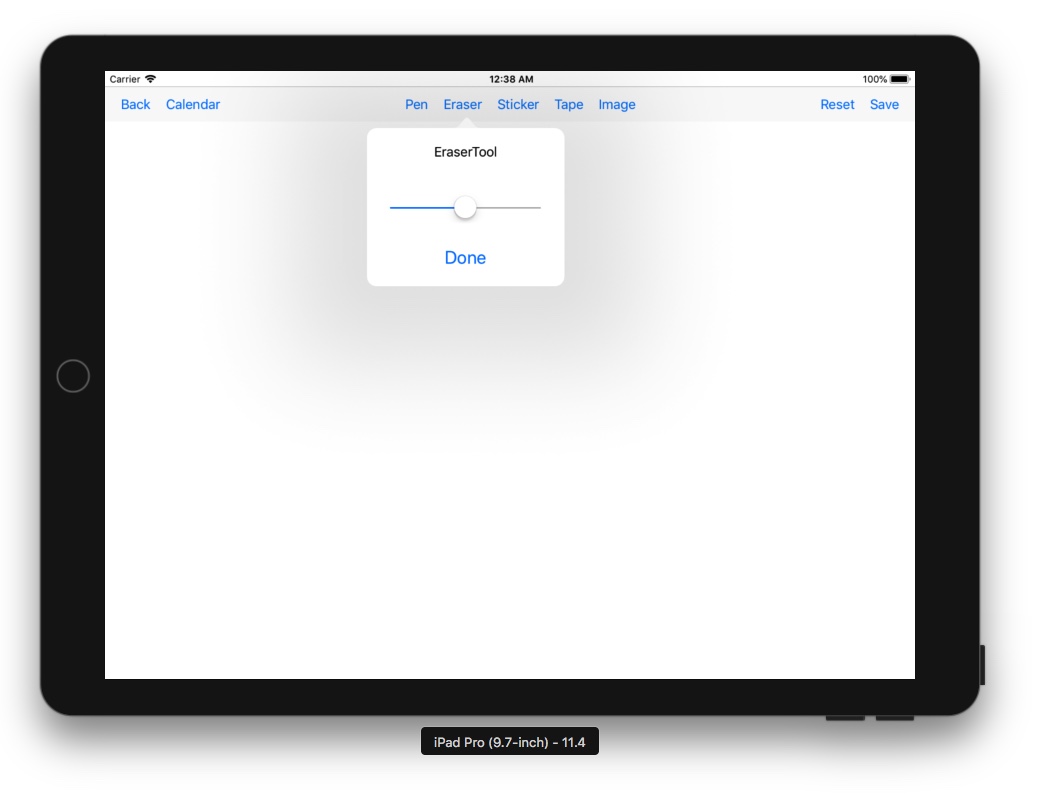 Carrier 12:38 AM 100%
Back Calendar Pen Eraser Sticker Tape Image Reset Save
EraserTool
Done
iPad Pro (9.7-inch) - 11.4